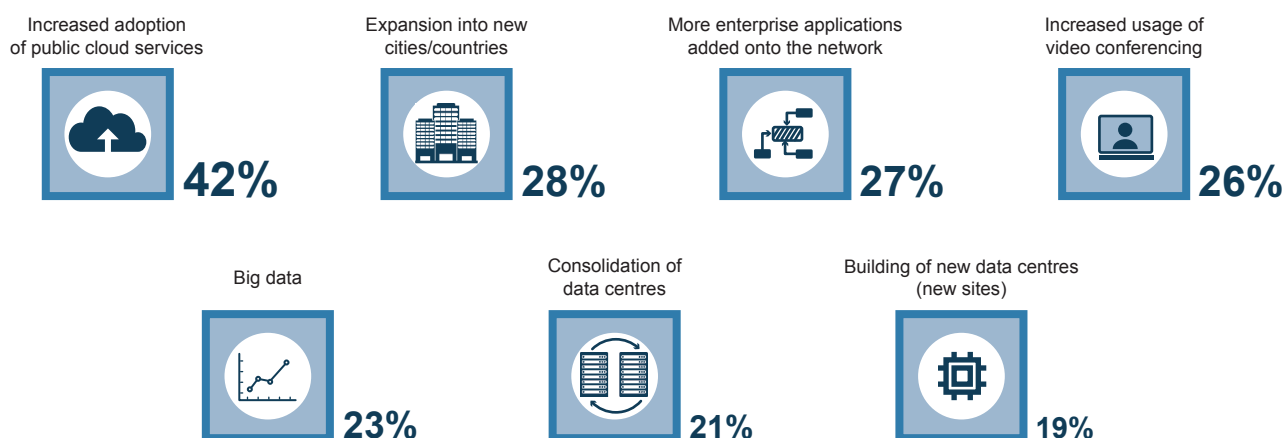 Increased adoption
of public cloud services
42%
Expansion into new
cities/countries
28%
More enterprise applications
added onto the network
27%
Increased usage of
video conferencing
26%
Big data
23%
Consolidation of
data centres
21%
Building of new data centres
(new sites)
19%